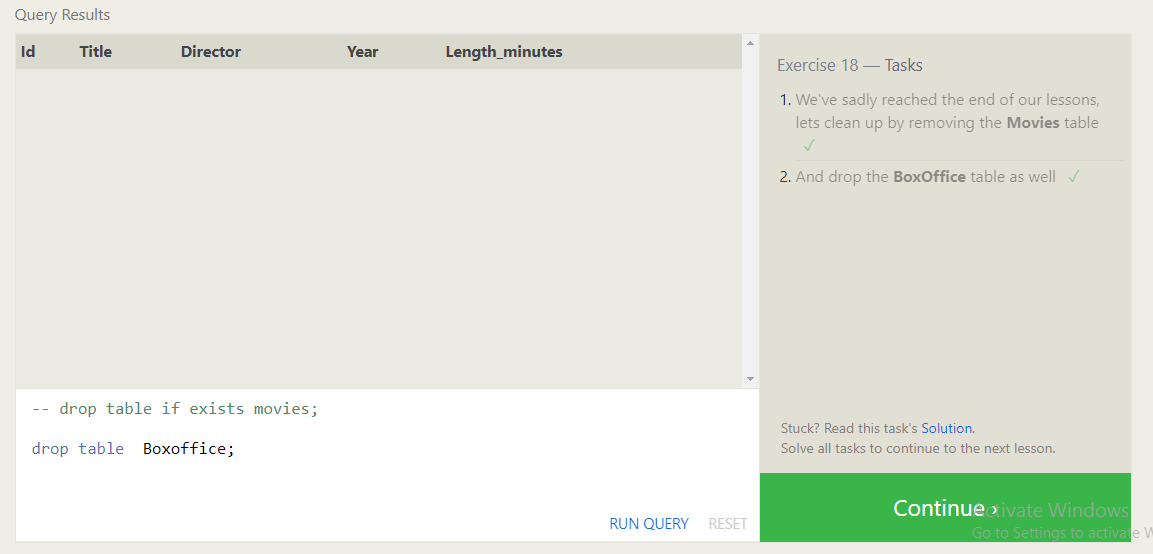 Query Results
Id Title Director Year Length_minutes
Exercise 18 — Tasks
1. We've sadly reached the end of our lessons,
lets clean up by removing the Movies table
✓
2. And drop the BoxOffice table as well ✓
-- drop table if exists movies;
drop table  Boxoffice;
RUN QUERY RESET
Stuck? Read this task's Solution.
Solve all tasks to continue to the next lesson.
Continue ›
Activate Windows
Go to Settings to activate W